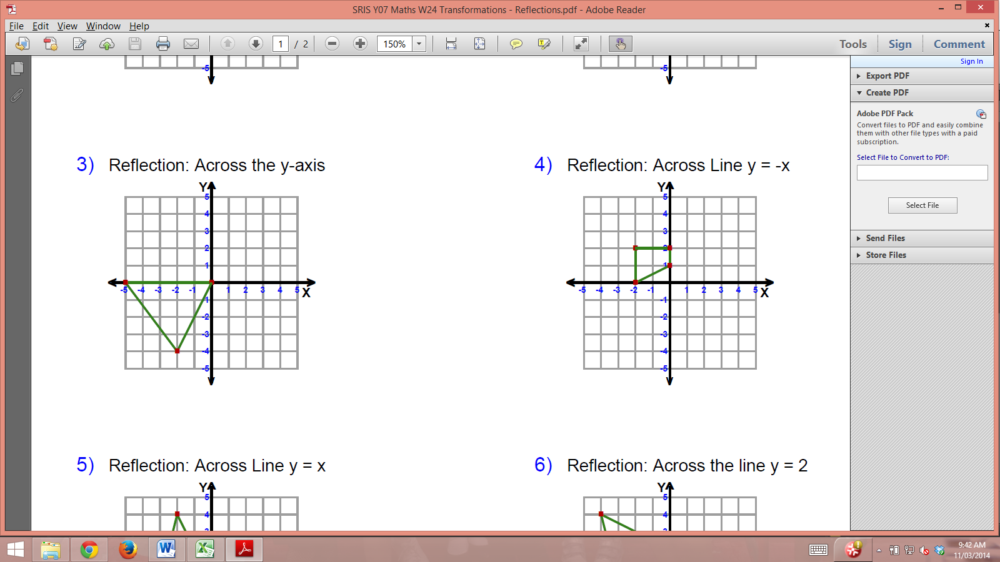 SRIS Y07 Maths W24 Transformations - Reflections.pdf - Adobe Reader
File Edit View Window Help
1 / 2 150% Tools Sign Comment
Sign In
Export PDF
Create PDF
Adobe PDF Pack
Convert files to PDF and easily combine
them with other file types with a paid
subscription.
Select File to Convert to PDF:
Select File
Send Files
Store Files
-5
-5
3) Reflection: Across the y-axis
Y
5
4
3
2
1
-5 -4 -3 -2 -1 1 2 3 4 5 X
-1
-2
-3
-4
-5
4) Reflection: Across Line y = -x
Y
5
4
3
2
1
-5 -4 -3 -2 -1 1 2 3 4 5 X
-1
-2
-3
-4
-5
5) Reflection: Across Line y = x
Y
5
4
3
6) Reflection: Across the line y = 2
Y
5
4
3
9:42 AM
11/03/2014